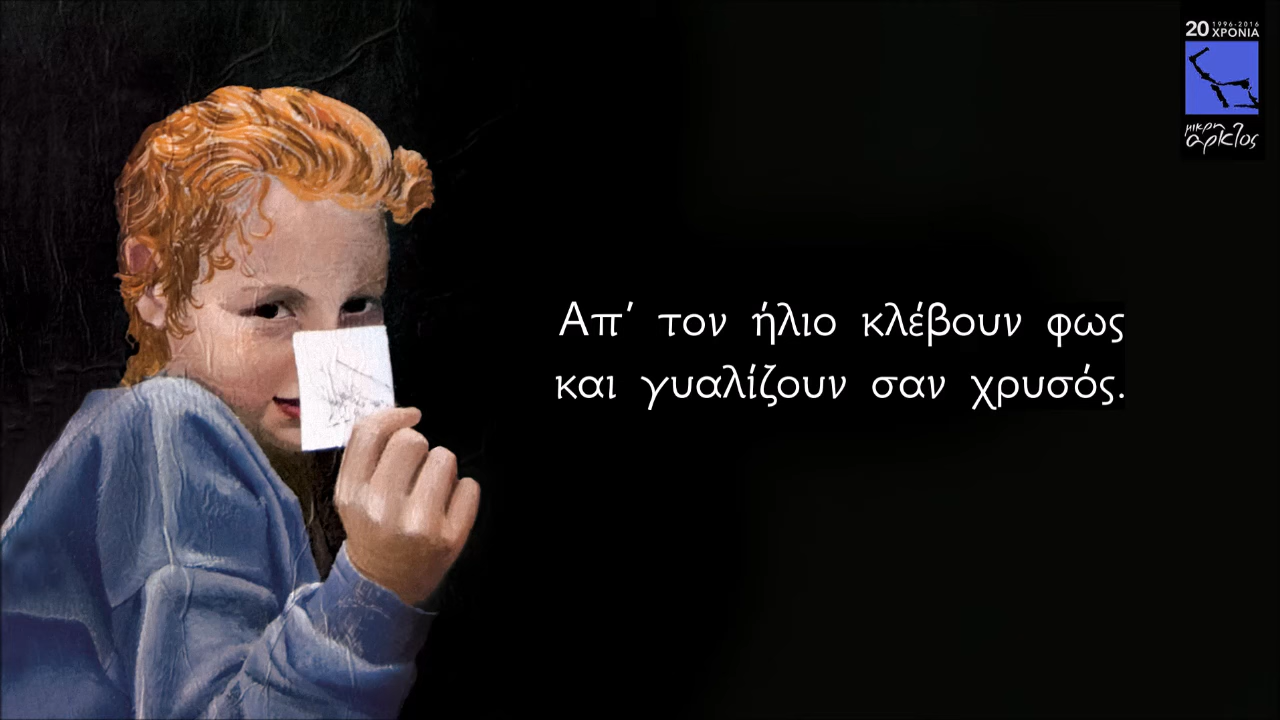 20 1996-2016
ΧΡΟΝΙΑ
μικρή
άρκτος
Απ΄ τον ήλιο κλέβουν φως
και γυαλίζουν σαν χρυσός.